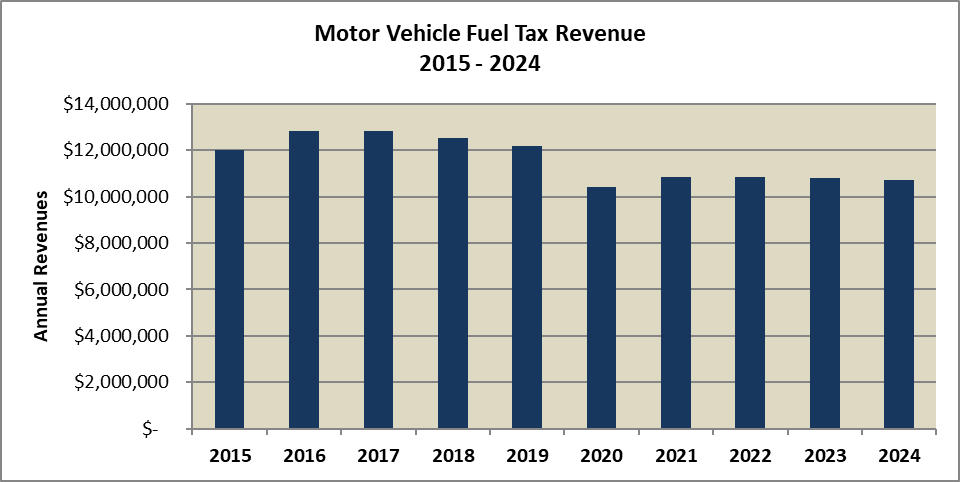 Motor Vehicle Fuel Tax Revenue
2015 - 2024
Annual Revenues
$14,000,000
$12,000,000
$10,000,000
$8,000,000
$6,000,000
$4,000,000
$2,000,000
$-
2015 2016 2017 2018 2019 2020 2021 2022 2023 2024